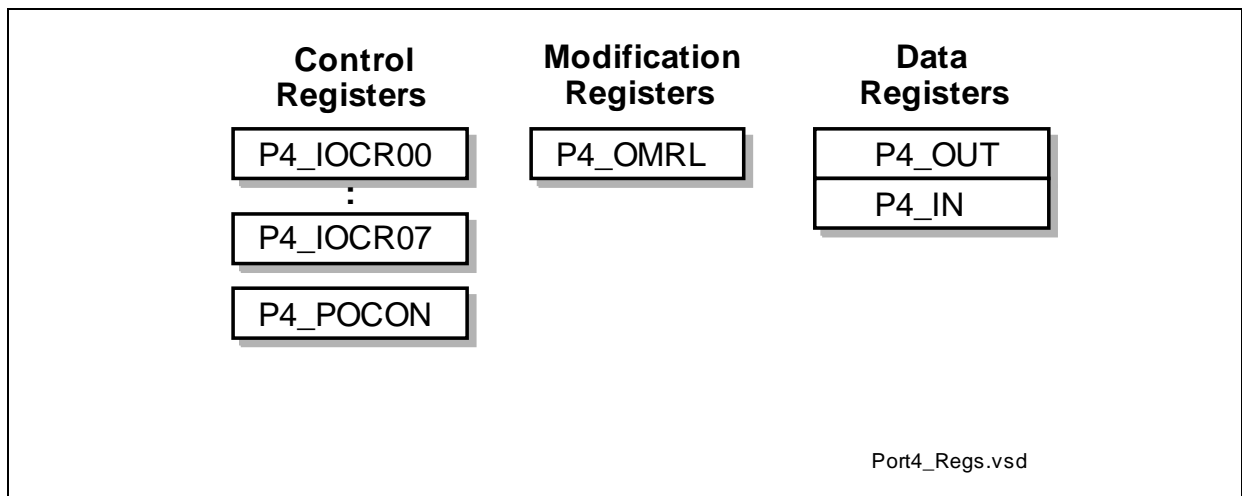 Control
Registers
P4_IOCR00
:
P4_IOCR07
P4_POCON
Modification
Registers
P4_OMRL
Data
Registers
P4_OUT
P4_IN
Port4_Regs.vsd